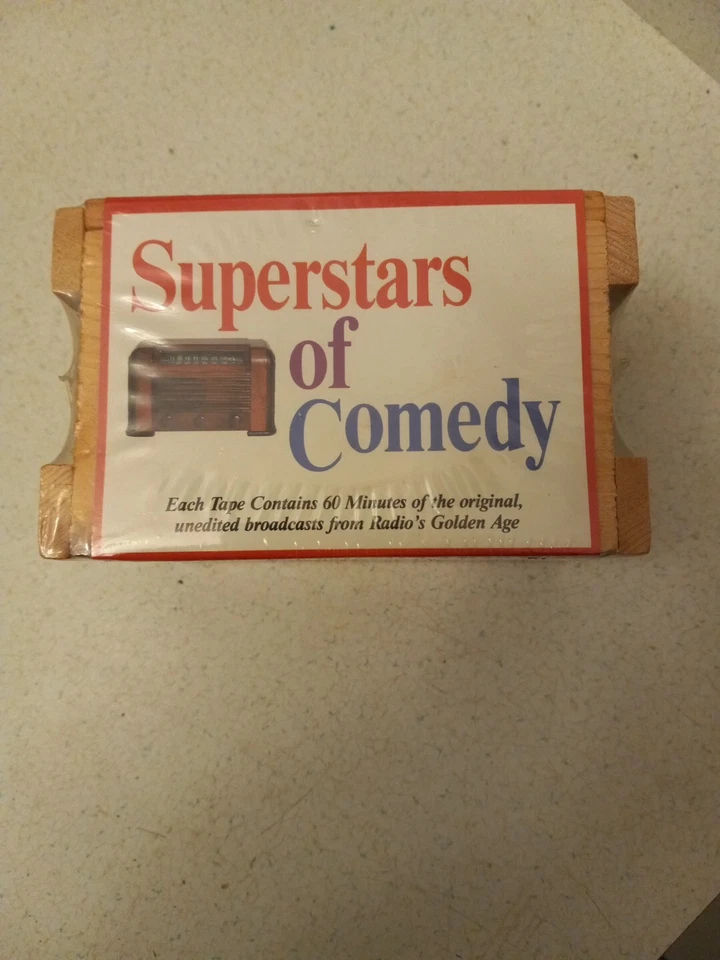 Superstars
of
Comedy
Each Tape Contains 60 Minutes of the original,
unedited broadcasts from Radio's Golden Age